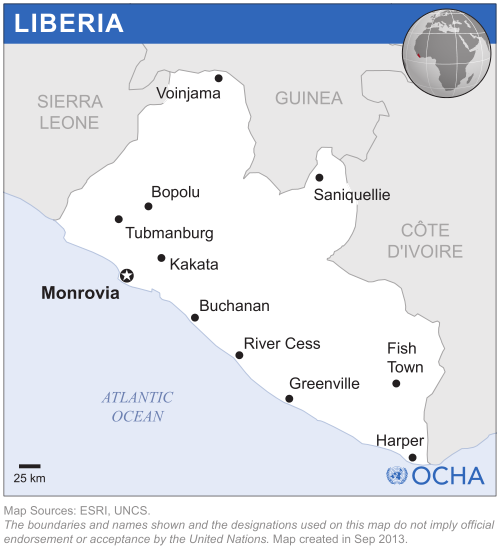 LIBERIA
SIERRA
LEONE
GUINEA
Voinjama
Saniquellie
Bopolu
Tubmanburg
CÔTE
D'IVOIRE
Kakata
Monrovia
Buchanan
River Cess
Fish
Town
Greenville
ATLANTIC
OCEAN
Harper
25 km
OCHA
Map Sources: ESRI, UNCS.
The boundaries and names shown and the designations used on this map do not imply official
endorsement or acceptance by the United Nations. Map created in Sep 2013.